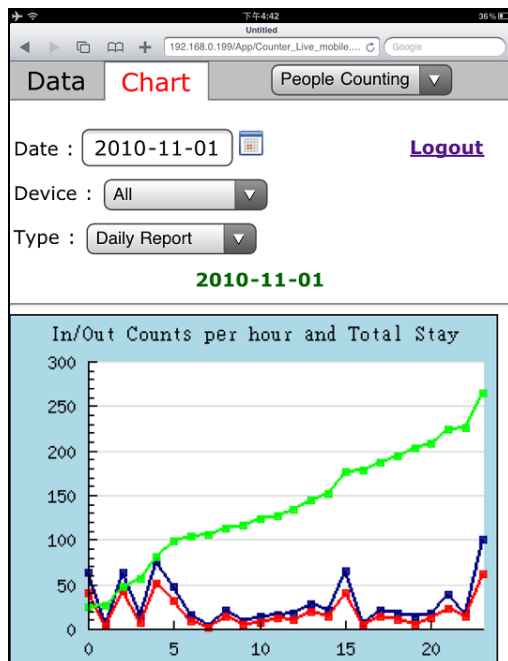 下午4:42
36%
Untitled
192.168.0.199/App/Counter_Live_mobile....
Google
Data
Chart
People Counting
Date :
2010-11-01
Logout
Device :
All
Type :
Daily Report
2010-11-01
In/Out Counts per hour and Total Stay
300
250
200
150
100
50
0
0 5 10 15 20